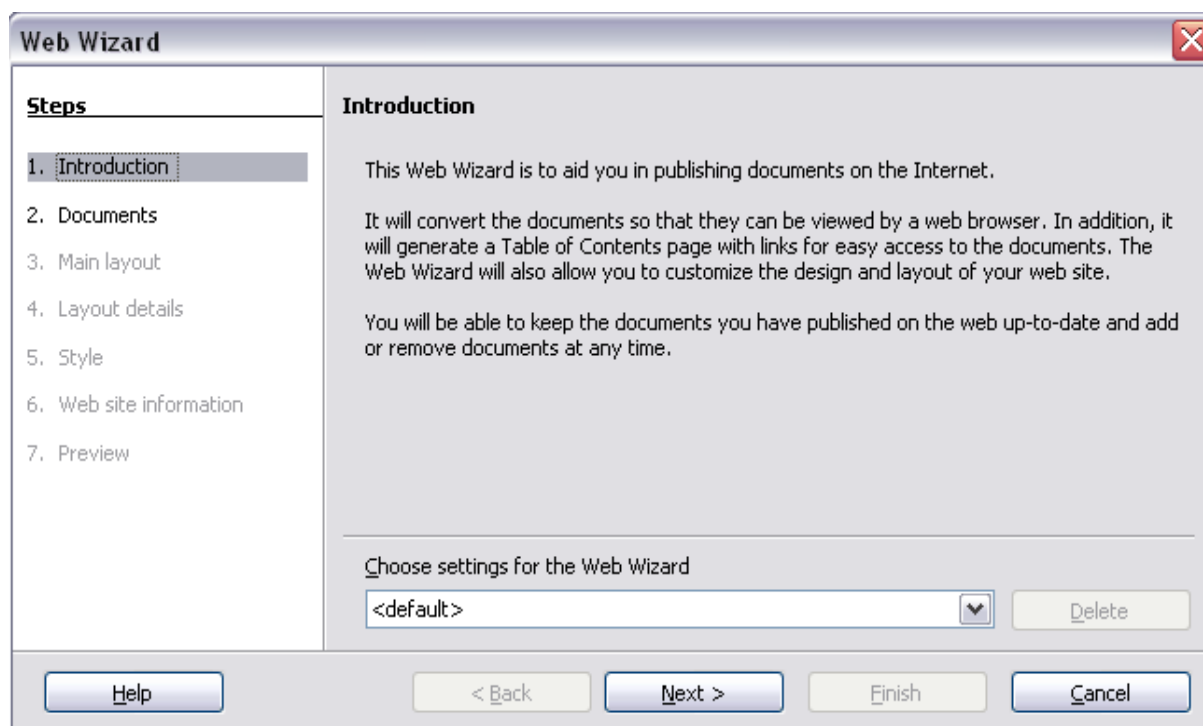 Web Wizard
Steps
1. Introduction
2. Documents
3. Main layout
4. Layout details
5. Style
6. Web site information
7. Preview
Introduction
This Web Wizard is to aid you in publishing documents on the Internet.
It will convert the documents so that they can be viewed by a web browser. In addition, it
will generate a Table of Contents page with links for easy access to the documents. The
Web Wizard will also allow you to customize the design and layout of your web site.
You will be able to keep the documents you have published on the web up-to-date and add
or remove documents at any time.
Choose settings for the Web Wizard
<default>
Delete
Help
< Back
Next >
Finish
Cancel